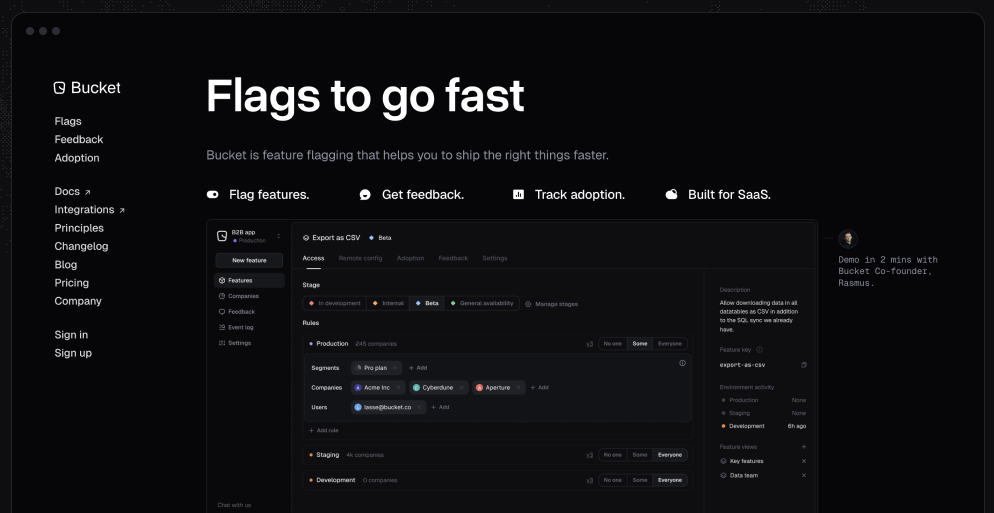 Bucket
Flags
Feedback
Adoption
Docs ↗
Integrations ↗
Principles
Changelog
Blog
Pricing
Company
Sign in
Sign up
Flags to go fast
Bucket is feature flagging that helps you to ship the right things faster.
Flag features.
Get feedback.
Track adoption.
Built for SaaS.
B2B app
Production
New feature
Features
Companies
Feedback
Event log
Settings
Chat with us
Export as CSV Beta
Access Remote config Adoption Feedback Settings
Stage
In development Internal Beta General availability Manage stages
Rules
Production 245 companies No one Some Everyone
Segments Pro plan × + Add
Companies A Acme Inc × C Cyberdune × A Aperture × + Add
Users L lasse@bucket.co × + Add
+ Add rule
Staging 4k companies No one Some Everyone
Development 0 companies No one Some Everyone
Description
Allow downloading data in all
datatables as CSV in addition
to the SQL sync we already
have.
Feature key
export-as-csv
Environment activity
Production None
Staging None
Development 6h ago
Feature views +
Key features ×
Data team ×
Demo in 2 mins with
Bucket Co-founder,
Rasmus.